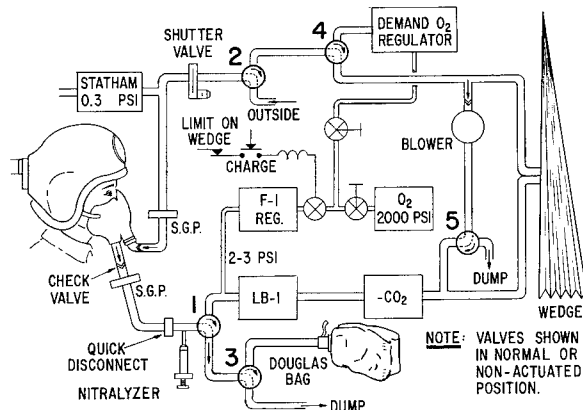 SHUTTER
VALVE
2
4
DEMAND O₂
REGULATOR
STATHAM
0.3 PSI
OUTSIDE
LIMIT ON
WEDGE
CHARGE
BLOWER
F-1
REG.
O₂
2000 PSI
S.G.P.
5
2-3 PSI
DUMP
CHECK
VALVE
S.G.P.
1
LB-1
-CO₂
WEDGE
QUICK
DISCONNECT
NITRALYZER
3
DOUGLAS
BAG
DUMP
NOTE: VALVES SHOWN
IN NORMAL OR
NON-ACTUATED
POSITION.